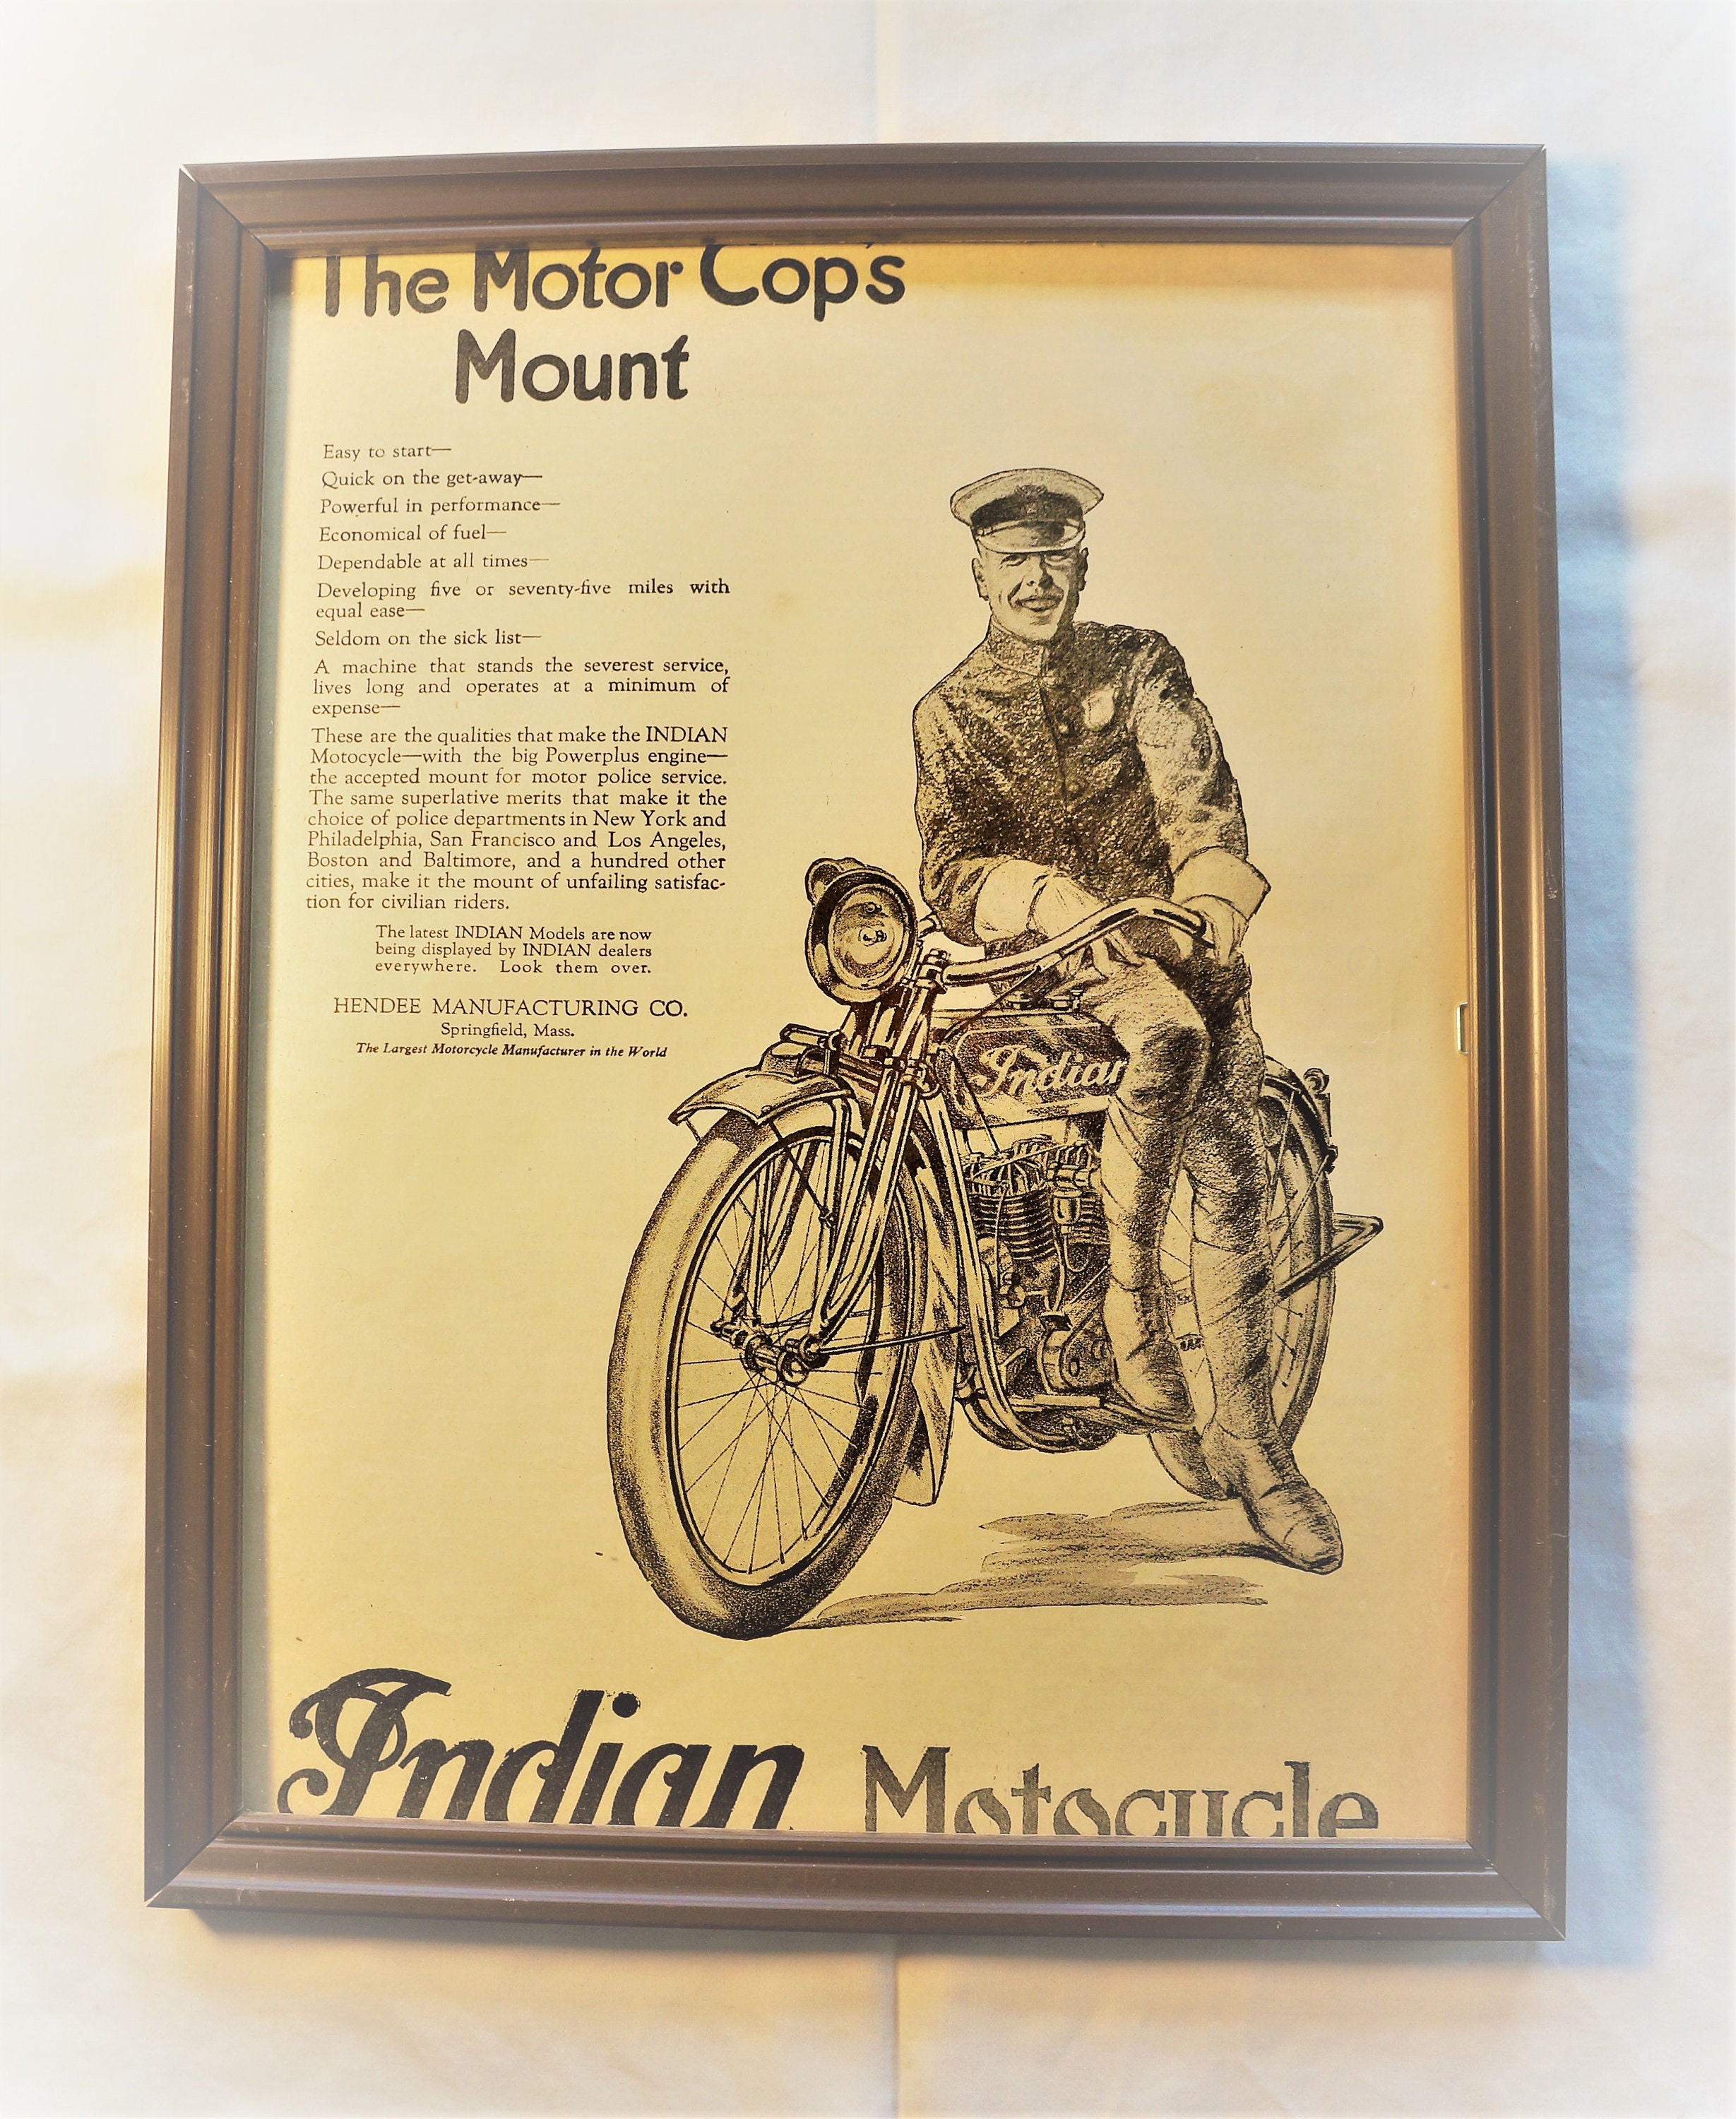 The Motor Cop's
Mount
Easy to start—
Quick on the get-away—
Powerful in performance—
Economical of fuel—
Dependable at all times—
Developing five or seventy-five miles with
equal ease—
Seldom on the sick list—
A machine that stands the severest service,
lives long and operates at a minimum of
expense—
These are the qualities that make the INDIAN
Motocycle—with the big Powerplus engine—
the accepted mount for motor police service.
The same superlative merits that make it the
choice of police departments in New York and
Philadelphia, San Francisco and Los Angeles,
Boston and Baltimore, and a hundred other
cities, make it the mount of unfailing satisfac-
tion for civilian riders.
The latest INDIAN Models are now
being displayed by INDIAN dealers
everywhere. Look them over.
HENDEE MANUFACTURING CO.
Springfield, Mass.
The Largest Motorcycle Manufacturer in the World
Indian
Indian Motocycle